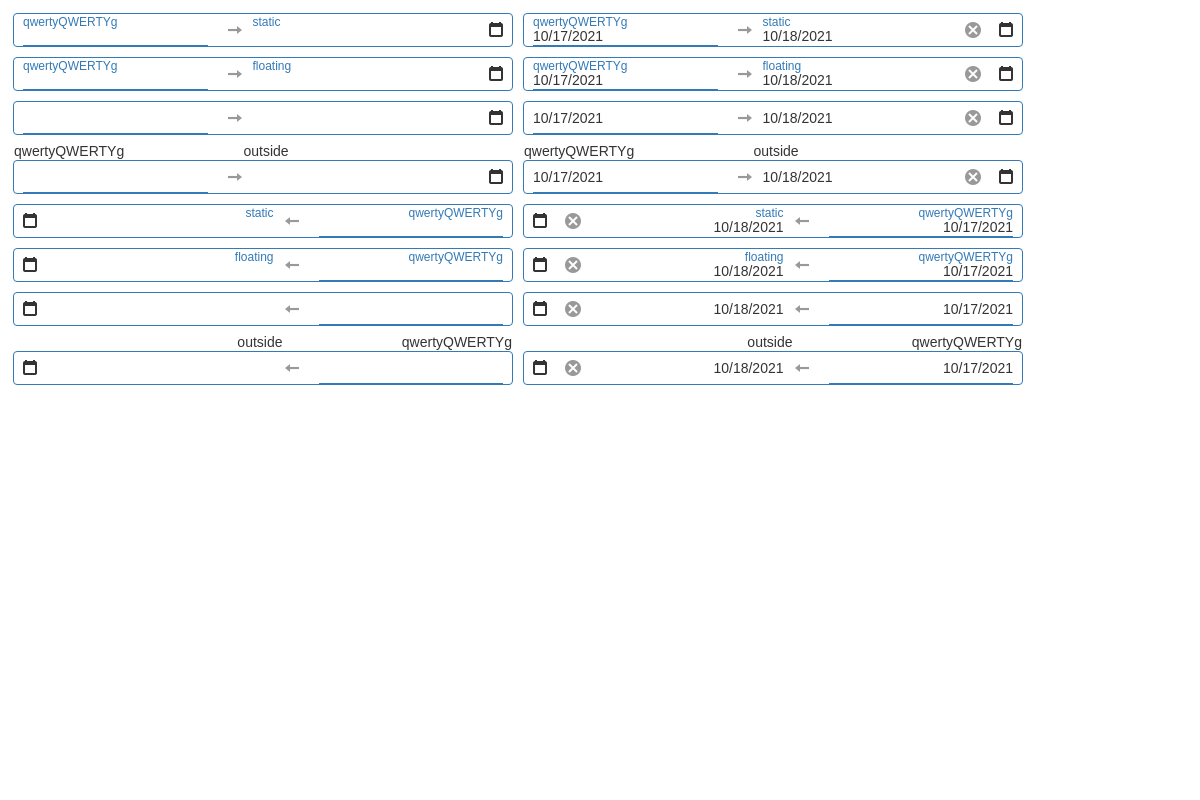 qwertyQWERTYg static qwertyQWERTYg static
10/17/2021 10/18/2021
qwertyQWERTYg floating qwertyQWERTYg floating
10/17/2021 10/18/2021
10/17/2021 10/18/2021
qwertyQWERTYg outside qwertyQWERTYg outside
10/17/2021 10/18/2021
static qwertyQWERTYg static qwertyQWERTYg
10/18/2021 10/17/2021
floating qwertyQWERTYg floating qwertyQWERTYg
10/18/2021 10/17/2021
10/18/2021 10/17/2021
outside qwertyQWERTYg outside qwertyQWERTYg
10/18/2021 10/17/2021